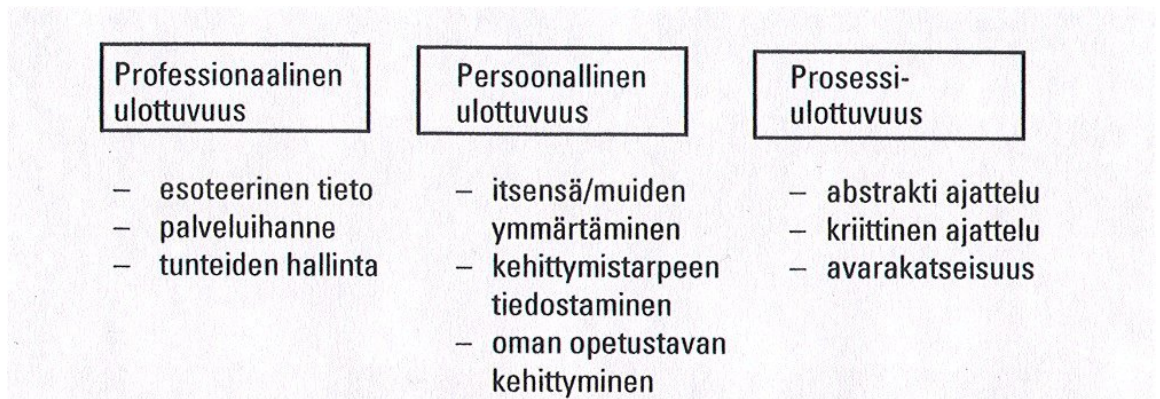 Professionaalinen
ulottuvuus
– esoteerinen tieto
– palveluihanne
– tunteiden hallinta
Persoonallinen
ulottuvuus
– itsensä/muiden
ymmärtäminen
– kehittymistarpeen
tiedostaminen
– oman opetustavan
kehittyminen
Prosessi-
ulottuvuus
– abstrakti ajattelu
– kriittinen ajattelu
– avarakatseisuus